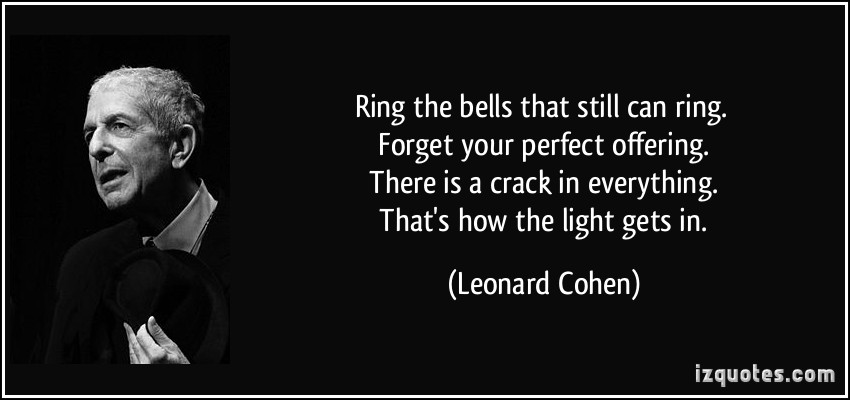 Ring the bells that still can ring.
Forget your perfect offering.
There is a crack in everything.
That's how the light gets in.
(Leonard Cohen)
izquotes.com